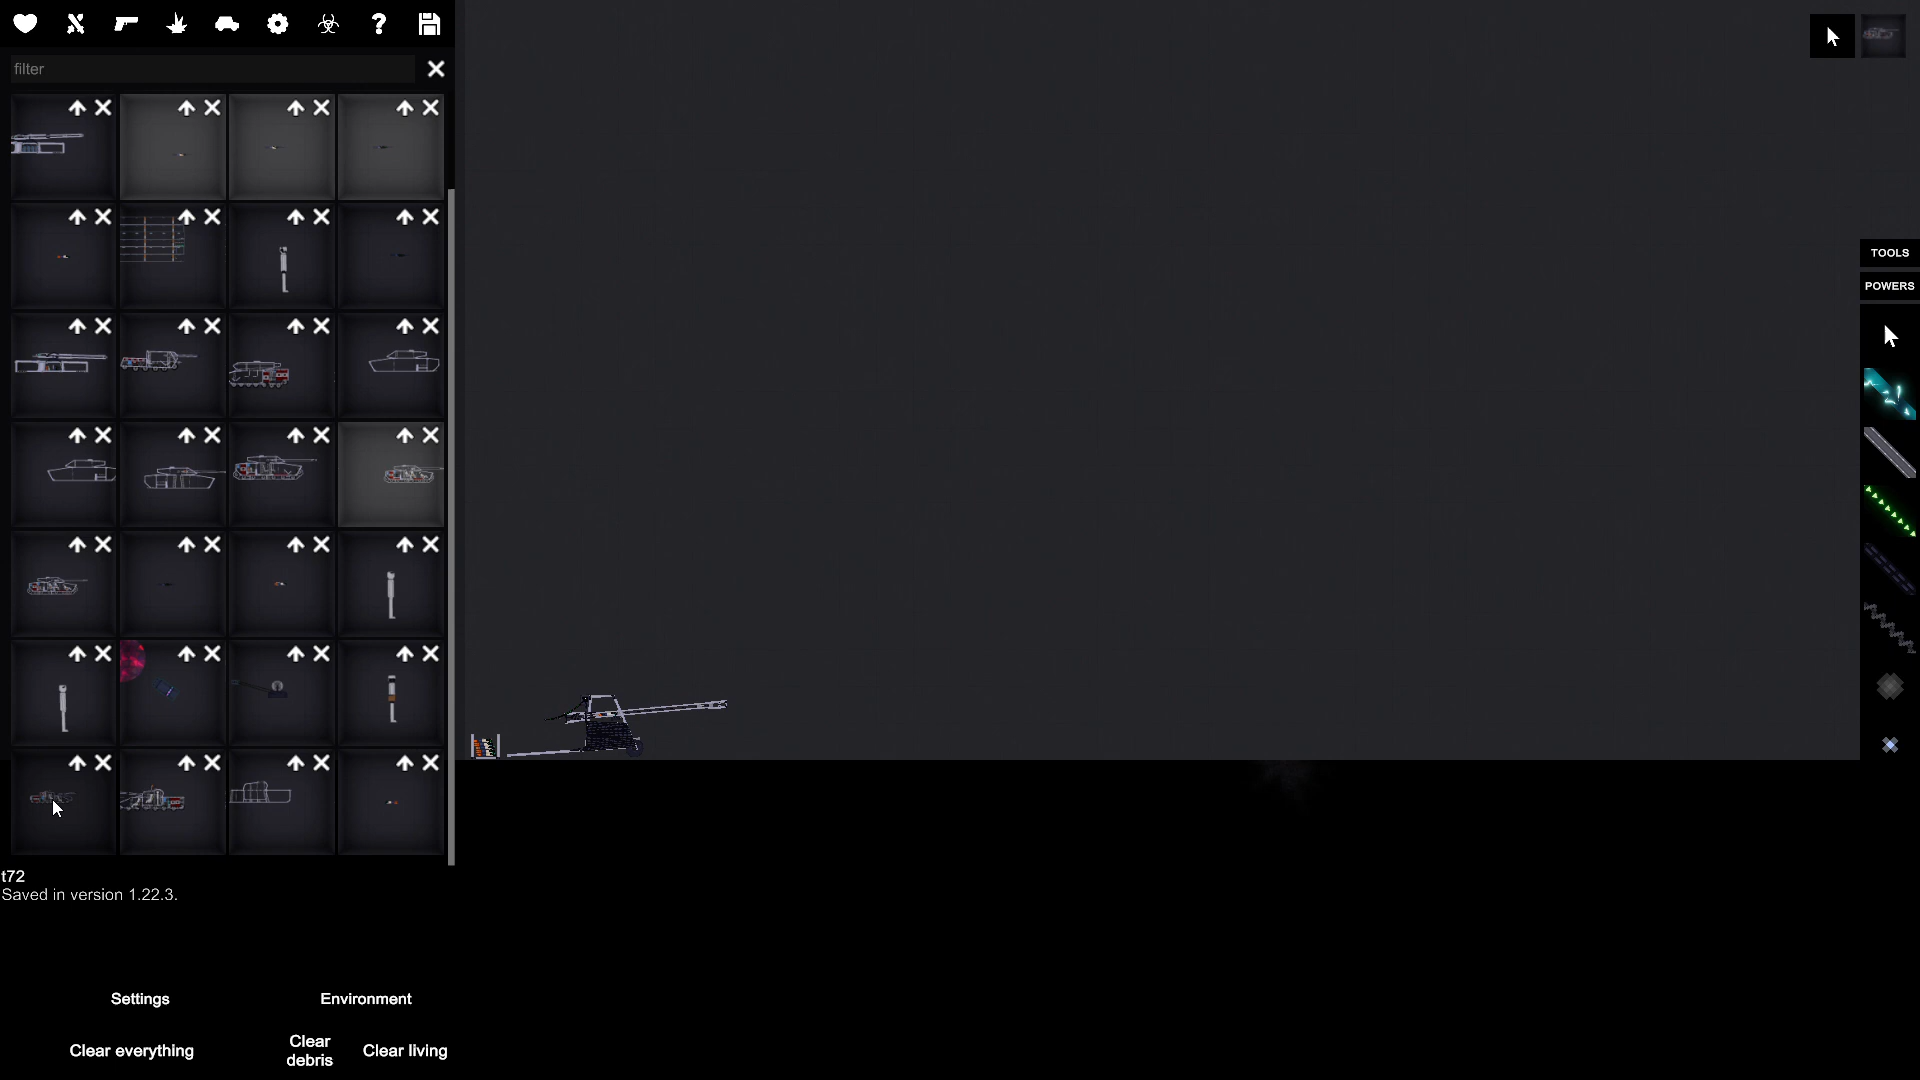 filter
TOOLS
POWERS
t72
Saved in version 1.22.3.
Settings
Environment
Clear everything
Clear
debris
Clear living